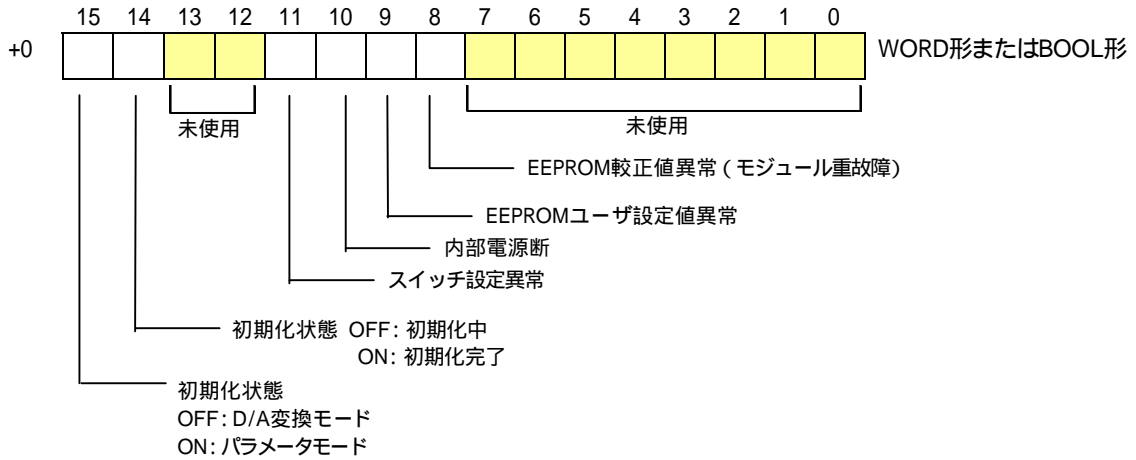 15 14 13 12 11 10 9 8 7 6 5 4 3 2 1 0
+0 WORD形またはBOOL形
未使用 未使用
EEPROM較正値異常(モジュール重故障)
EEPROMユーザ設定値異常
内部電源断
スイッチ設定異常
初期化状態 OFF:初期化中
ON:初期化完了
初期化状態
OFF:D/A変換モード
ON:パラメータモード